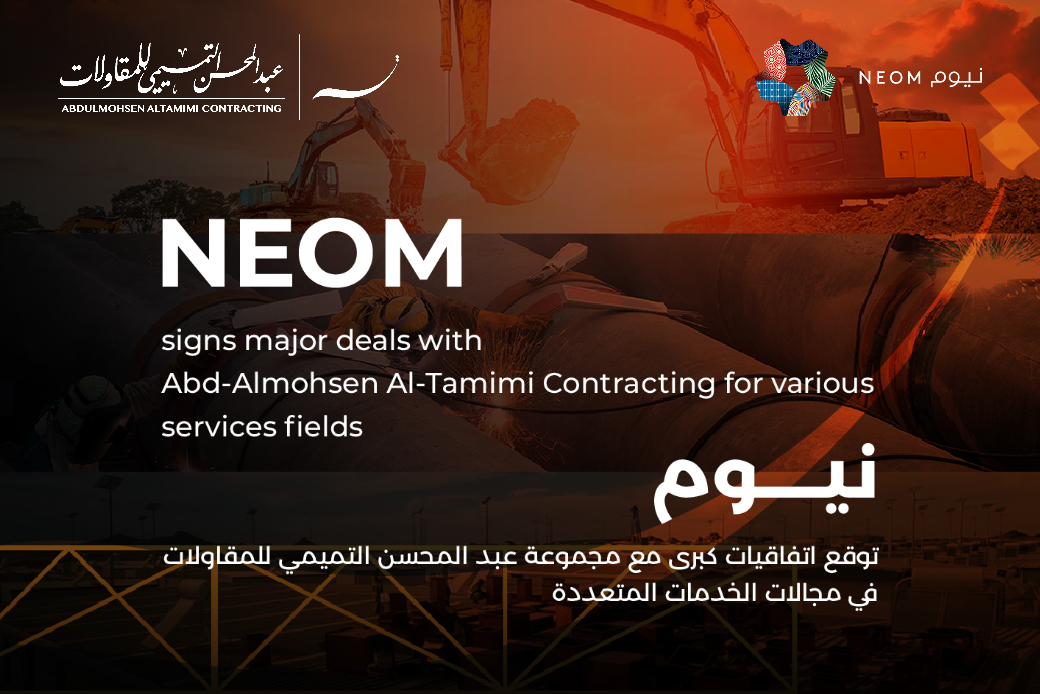 عبدالمحسن التميمي للمقاولات
ABDULMOHSEN ALTAMIMI CONTRACTING
NEOM نيوم
NEOM
signs major deals with
Abd-Almohsen Al-Tamimi Contracting for various
services fields
نيـــوم
توقع اتفاقيات كبرى مع مجموعة عبد المحسن التميمي للمقاولات
في مجالات الخدمات المتعددة